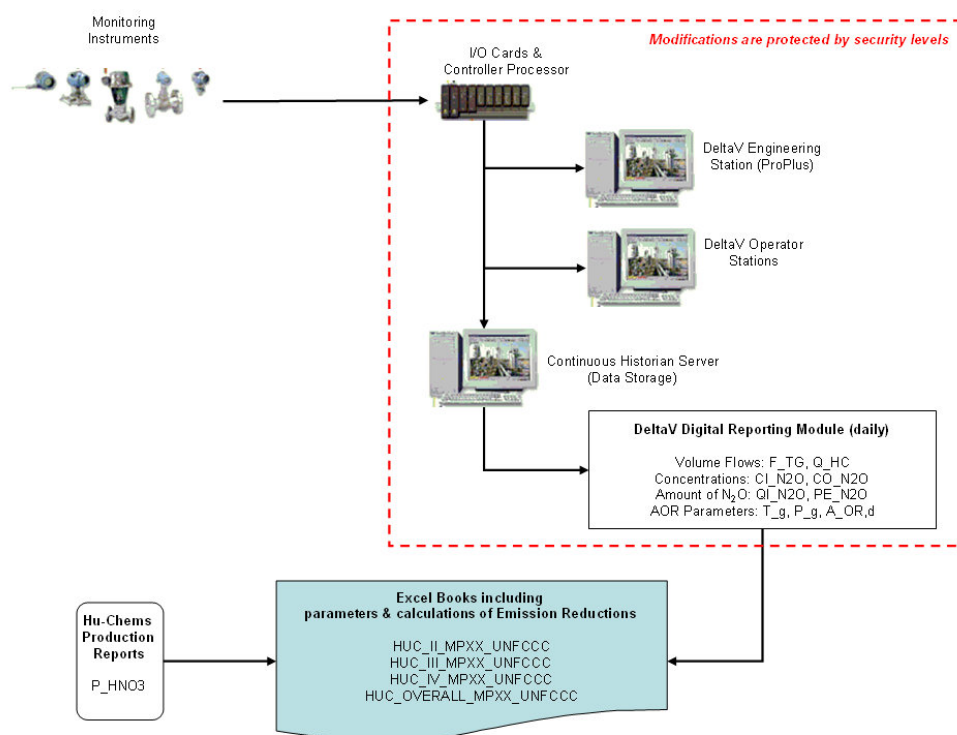 Monitoring
Instruments
Modifications are protected by security levels
I/O Cards &
Controller Processor
DeltaV Engineering
Station (ProPlus)
DeltaV Operator
Stations
Continuous Historian Server
(Data Storage)
DeltaV Digital Reporting Module (daily)
Volume Flows: F_TG, Q_HC
Concentrations: CI_N2O, CO_N2O
Amount of N₂O: QI_N2O, PE_N2O
AOR Parameters: T_g, P_g, A_OR,d
Excel Books including
parameters & calculations of Emission Reductions
HUC_II_MPXX_UNFCCC
HUC_III_MPXX_UNFCCC
HUC_IV_MPXX_UNFCCC
HUC_OVERALL_MPXX_UNFCCC
Hu-Chems
Production
Reports
P_HNO3